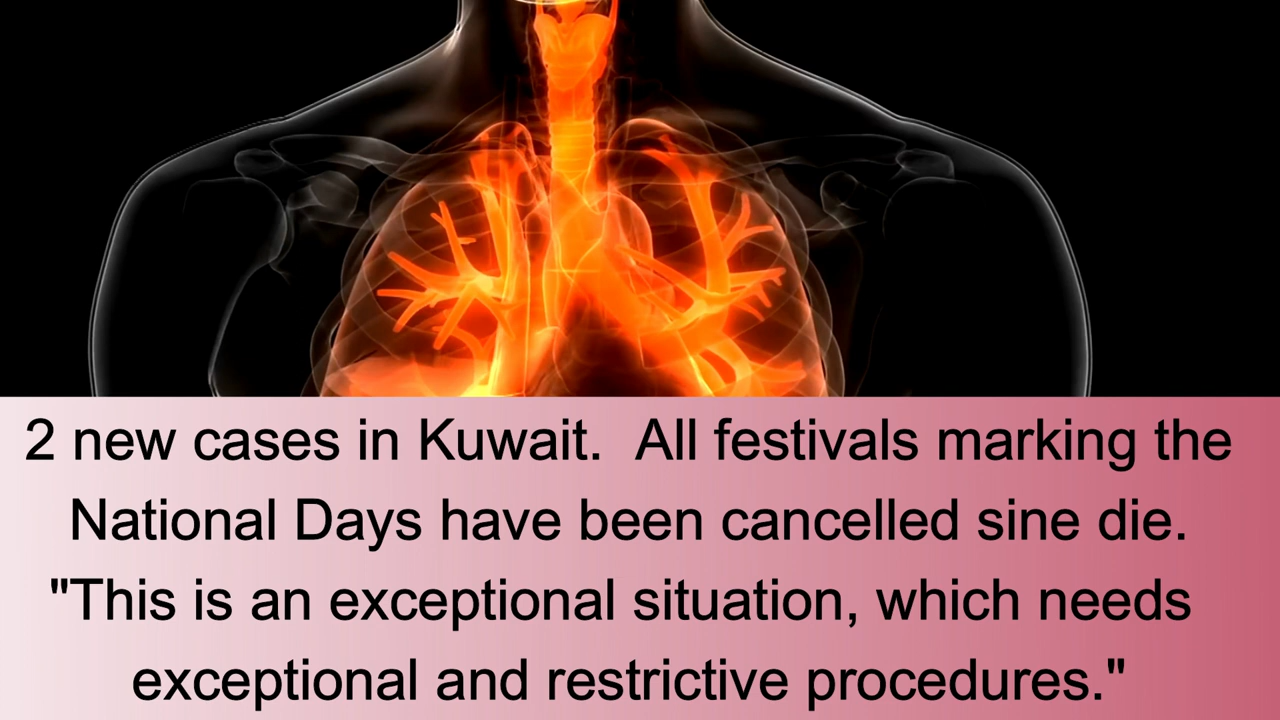 2 new cases in Kuwait.  All festivals marking the
National Days have been cancelled sine die.
"This is an exceptional situation, which needs
exceptional and restrictive procedures."